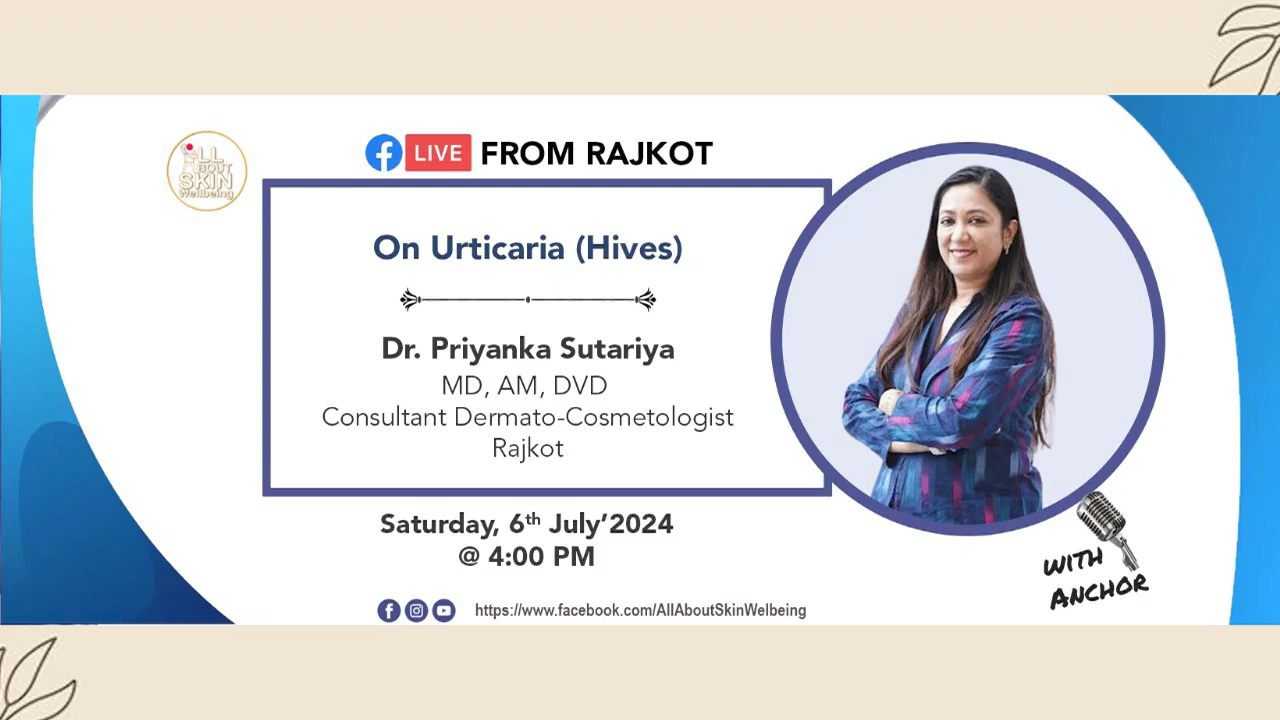 ALL
ABOUT
SKIN
Wellbeing
LIVE FROM RAJKOT
On Urticaria (Hives)
Dr. Priyanka Sutariya
MD, AM, DVD
Consultant Dermato-Cosmetologist
Rajkot
Saturday, 6th July’2024
@ 4:00 PM
WITH
ANCHOR
https://www.facebook.com/AllAboutSkinWelbeing